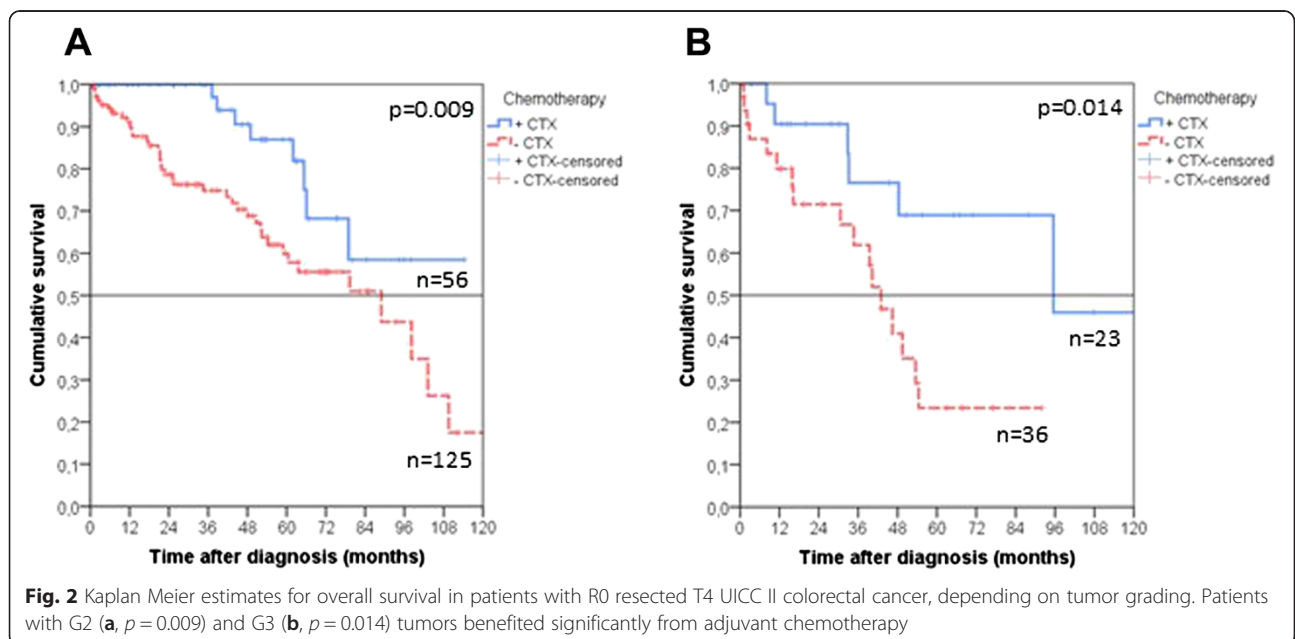 A
Cumulative survival
1,0
0,9
0,8
0,7
0,6
0,5
0,4
0,3
0,2
0,1
0,0
p=0.009
n=56
n=125
0 12 24 36 48 60 72 84 96 108 120
Time after diagnosis (months)
Chemotherapy
+ CTX
- CTX
+ CTX-censored
- CTX-censored
B
Cumulative survival
1,0
0,9
0,8
0,7
0,6
0,5
0,4
0,3
0,2
0,1
0,0
p=0.014
n=23
n=36
0 12 24 36 48 60 72 84 96 108 120
Time after diagnosis (months)
Chemotherapy
+ CTX
- CTX
+ CTX-censored
- CTX-censored
Fig. 2 Kaplan Meier estimates for overall survival in patients with R0 resected T4 UICC II colorectal cancer, depending on tumor grading. Patients
with G2 (a, p = 0.009) and G3 (b, p = 0.014) tumors benefited significantly from adjuvant chemotherapy